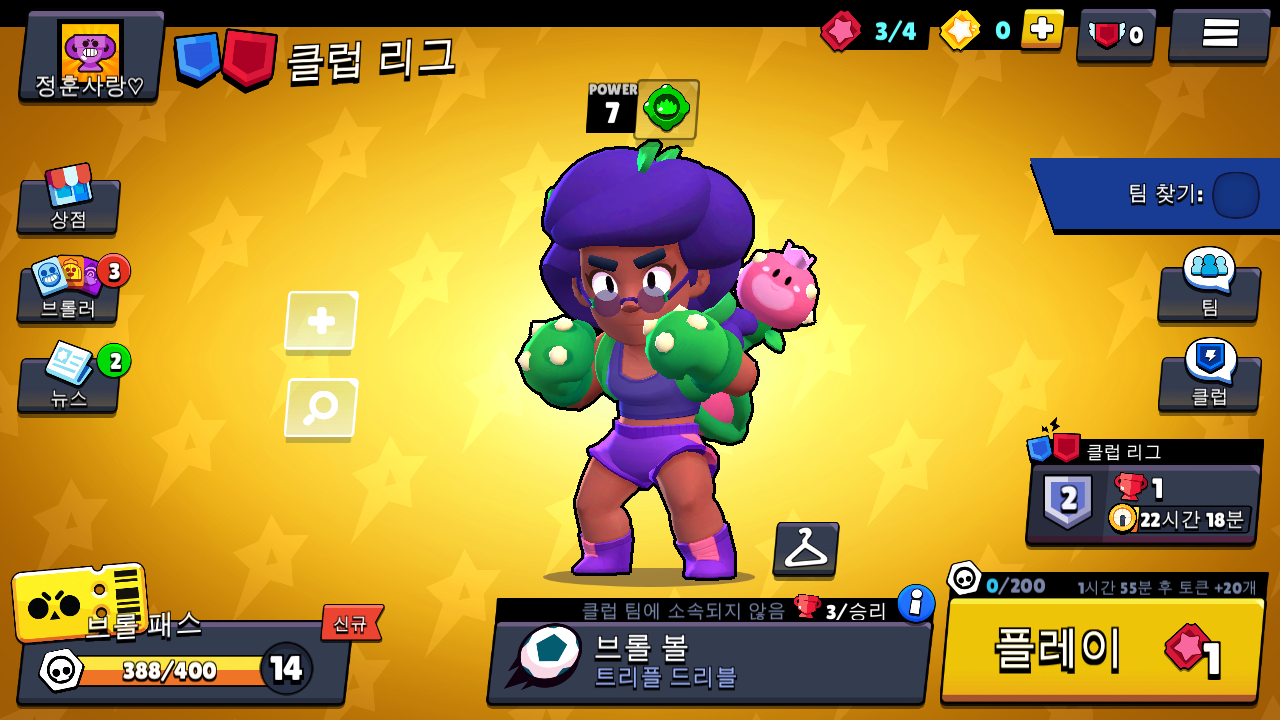 정훈사랑♡
클럽 리그
3/4
0
0
POWER
7
상점
브롤러
3
뉴스
2
팀 찾기:
팀
클럽
클럽 리그
2
1
22시간 18분
브롤 패스
신규
388/400
14
클럽 팀에 소속되지 않음
3/승리
브롤 볼
트리플 드리블
0/200
1시간 55분 후 토큰 +20개
플레이
1